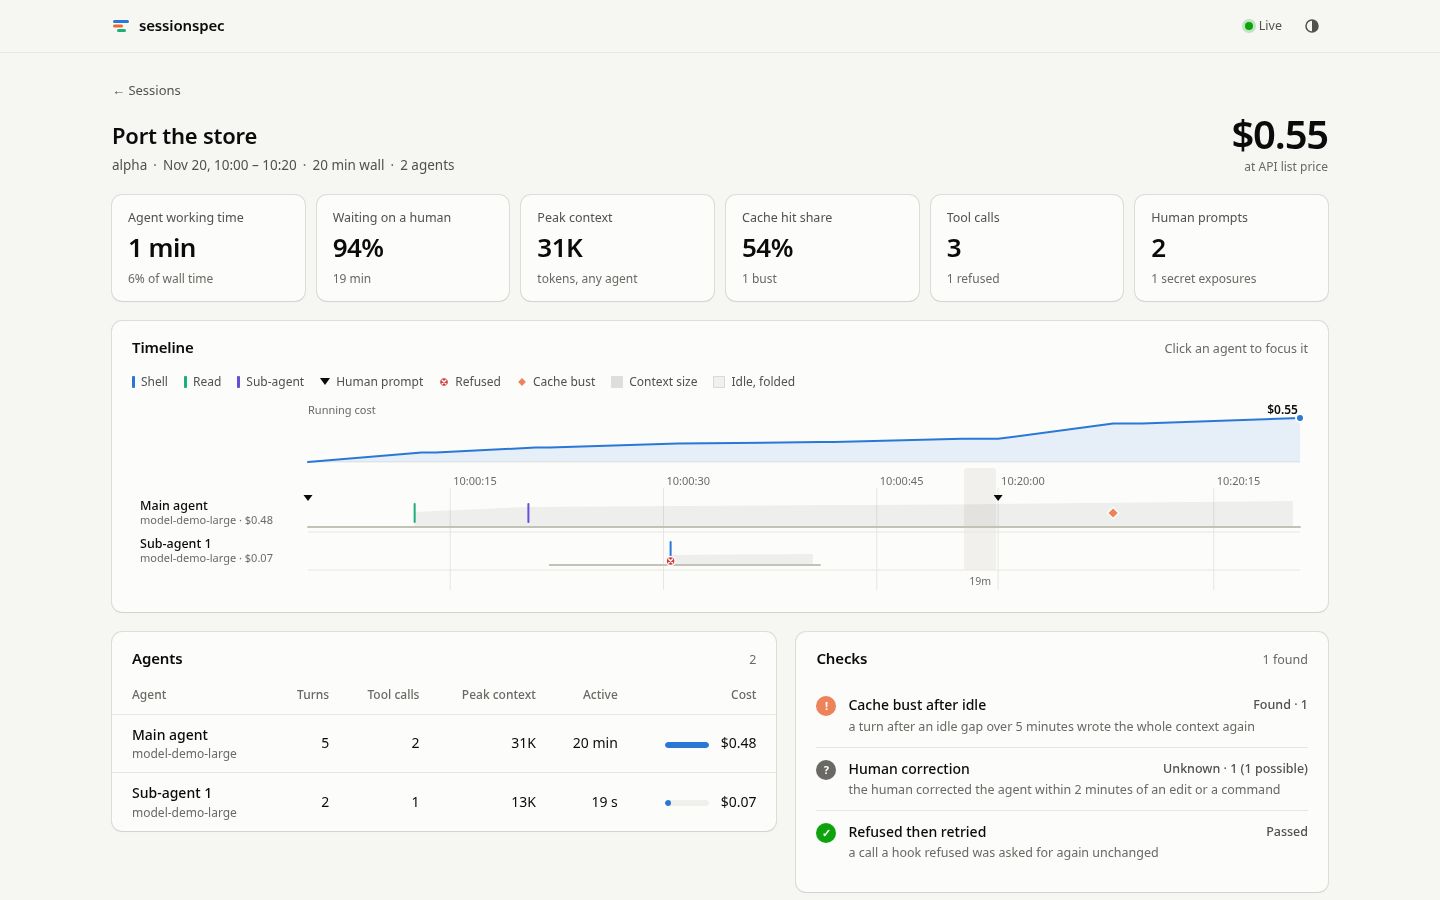 sessionspec
Live
← Sessions
Port the store
$0.55
alpha · Nov 20, 10:00 – 10:20 · 20 min wall · 2 agents
at API list price
Agent working time
1 min
6% of wall time
Waiting on a human
94%
19 min
Peak context
31K
tokens, any agent
Cache hit share
54%
1 bust
Tool calls
3
1 refused
Human prompts
2
1 secret exposures
Timeline
Click an agent to focus it
Shell Read Sub-agent Human prompt Refused Cache bust Context size Idle, folded
Running cost
$0.55
10:00:15 10:00:30 10:00:45 10:20:00 10:20:15
Main agent
model-demo-large · $0.48
Sub-agent 1
model-demo-large · $0.07
19m
Agents
2
Agent Turns Tool calls Peak context Active Cost
Main agent
model-demo-large
5 2 31K 20 min $0.48
Sub-agent 1
model-demo-large
2 1 13K 19 s $0.07
Checks
1 found
! Cache bust after idle Found · 1
a turn after an idle gap over 5 minutes wrote the whole context again
? Human correction Unknown · 1 (1 possible)
the human corrected the agent within 2 minutes of an edit or a command
✓ Refused then retried Passed
a call a hook refused was asked for again unchanged